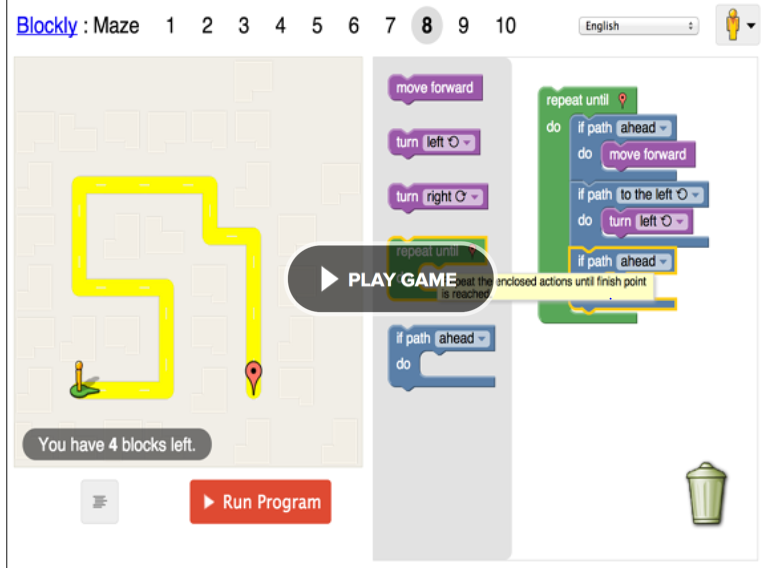 Blockly : Maze 1 2 3 4 5 6 7 8 9 10 English
move forward
turn left
turn right
repeat until
if path ahead
do
repeat until
do
if path ahead
do move forward
if path to the left
do turn left
if path ahead
PLAY GAME
the enclosed actions until finish point
is reached
You have 4 blocks left.
Run Program